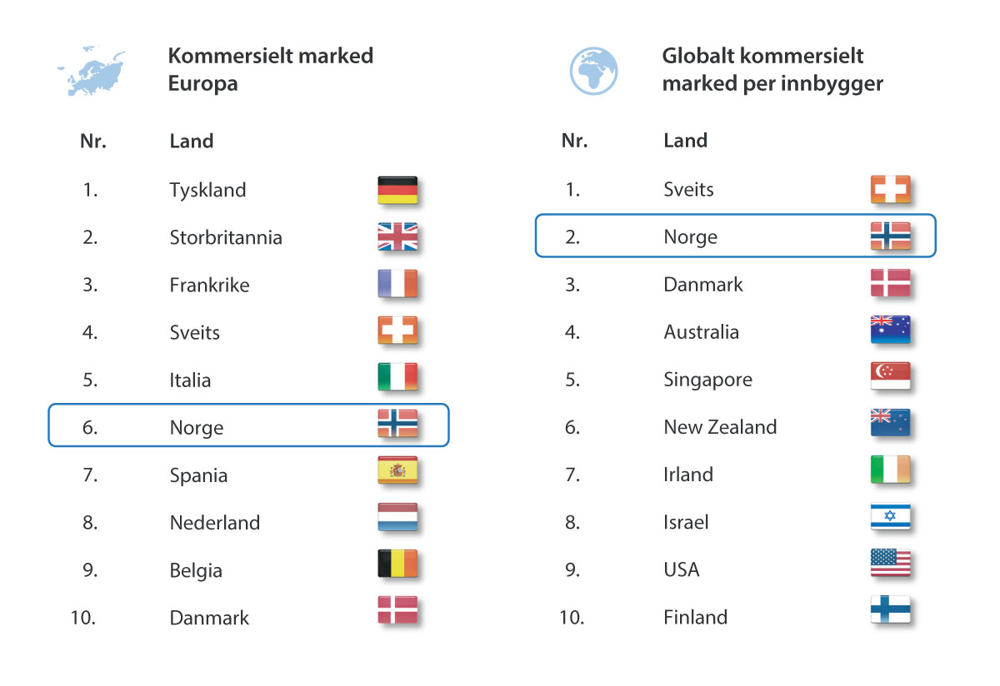 Kommersielt marked
Europa
Nr. Land
1. Tyskland
2. Storbritannia
3. Frankrike
4. Sveits
5. Italia
6. Norge
7. Spania
8. Nederland
9. Belgia
10. Danmark
Globalt kommersielt
marked per innbygger
Nr. Land
1. Sveits
2. Norge
3. Danmark
4. Australia
5. Singapore
6. New Zealand
7. Irland
8. Israel
9. USA
10. Finland